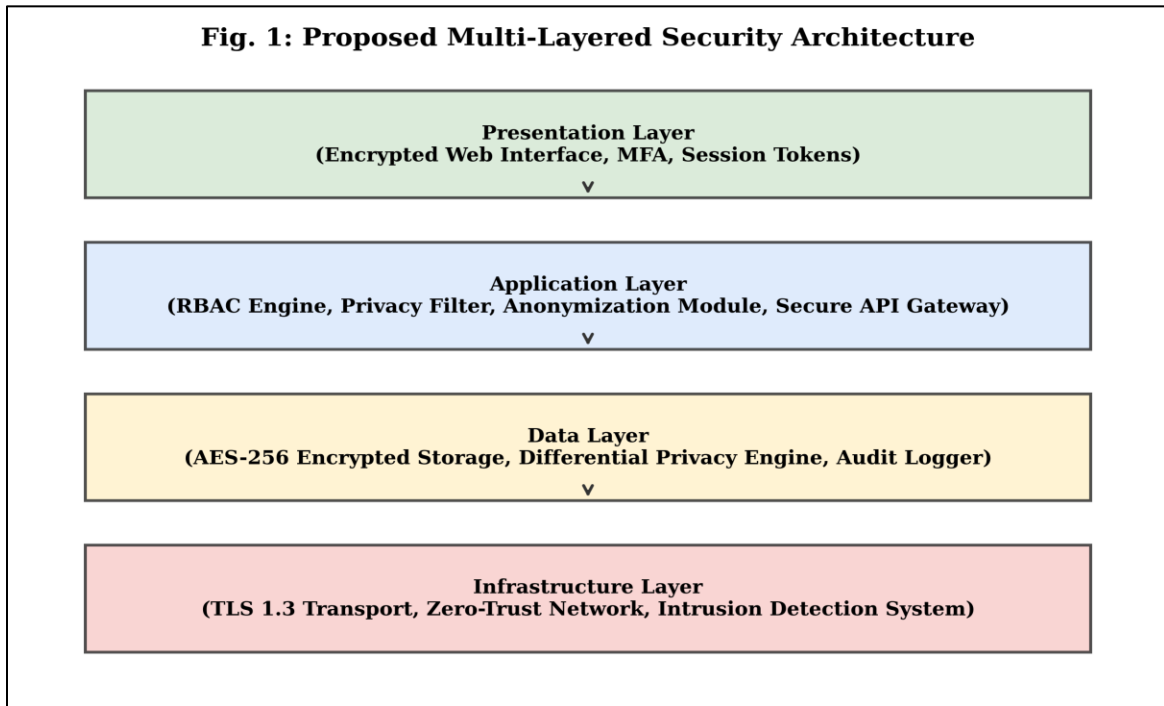 Fig. 1: Proposed Multi-Layered Security Architecture
Presentation Layer
(Encrypted Web Interface, MFA, Session Tokens)
Application Layer
(RBAC Engine, Privacy Filter, Anonymization Module, Secure API Gateway)
Data Layer
(AES-256 Encrypted Storage, Differential Privacy Engine, Audit Logger)
Infrastructure Layer
(TLS 1.3 Transport, Zero-Trust Network, Intrusion Detection System)